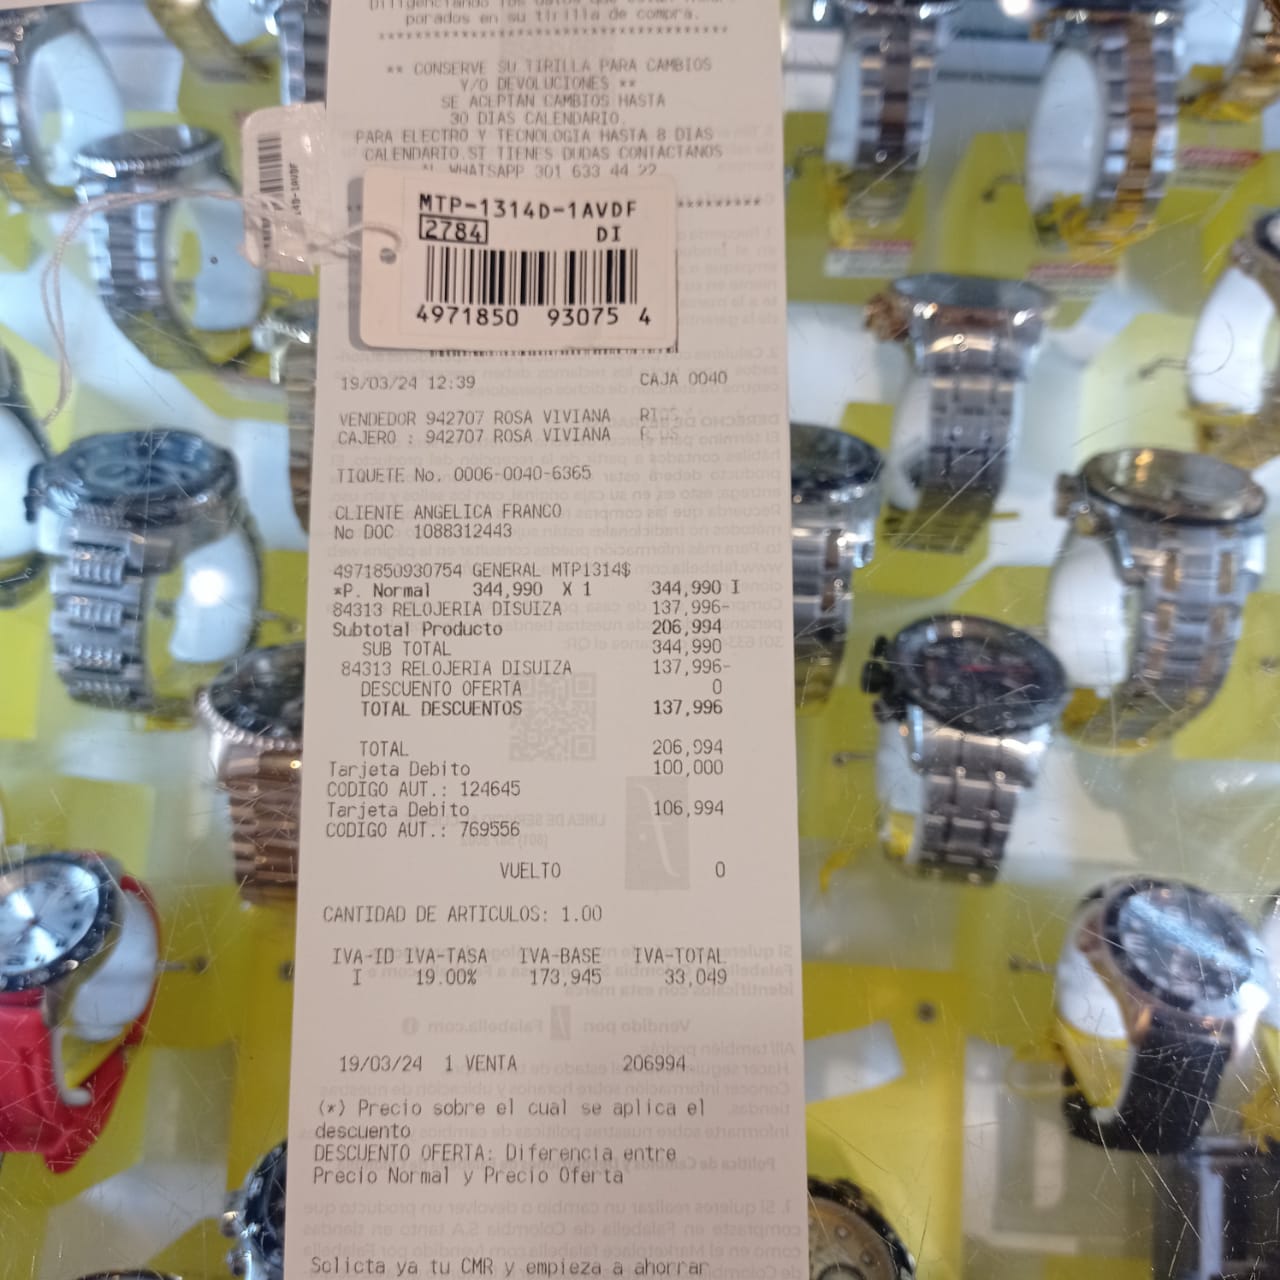 porados en su tirilla de compra.
** CONSERVE SU TIRILLA PARA CAMBIOS
Y/O DEVOLUCIONES **
SE ACEPTAN CAMBIOS HASTA
30 DIAS CALENDARIO.
PARA ELECTRO Y TECNOLOGIA HASTA 8 DIAS
CALENDARIO.SI TIENES DUDAS CONTACTANOS
AL WHATSAPP 301 633 44 22
MTP-1314D-1AVDF
2784 DI
4971850 93075 4
19/03/24 12:39 CAJA 0040
VENDEDOR 942707 ROSA VIVIANA
CAJERO : 942707 ROSA VIVIANA
TIQUETE No. 0006-0040-6365
CLIENTE ANGELICA FRANCO
No DOC 1088312443
4971850930754 GENERAL MTP1314$
*P. Normal 344,990 X 1 344,990 I
84313 RELOJERIA DISUIZA 137,996-
Subtotal Producto 206,994
SUB TOTAL 344,990
84313 RELOJERIA DISUIZA 137,996-
DESCUENTO OFERTA 0
TOTAL DESCUENTOS 137,996
TOTAL 206,994
Tarjeta Debito 100,000
CODIGO AUT.: 124645
Tarjeta Debito 106,994
CODIGO AUT.: 769556
VUELTO 0
CANTIDAD DE ARTICULOS: 1.00
IVA-ID IVA-TASA IVA-BASE IVA-TOTAL
I 19.00% 173,945 33,049
19/03/24 1 VENTA 206994
(*) Precio sobre el cual se aplica el
descuento
DESCUENTO OFERTA: Diferencia entre
Precio Normal y Precio Oferta
Solicita ya tu CMR y empieza a ahorrar